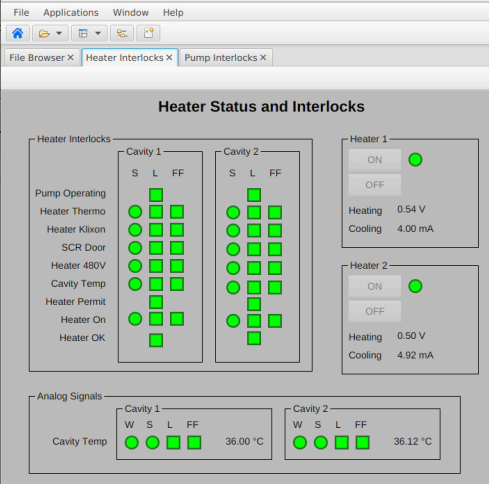 File Applications Window Help
File Browser × Heater Interlocks × Pump Interlocks ×
Heater Status and Interlocks
Heater Interlocks
Cavity 1
Cavity 2
S L FF
S L FF
Pump Operating
Heater Thermo
Heater Klixon
SCR Door
Heater 480V
Cavity Temp
Heater Permit
Heater On
Heater OK
Heater 1
ON
OFF
Heating 0.54 V
Cooling 4.00 mA
Heater 2
ON
OFF
Heating 0.50 V
Cooling 4.92 mA
Analog Signals
Cavity 1
Cavity 2
W S L FF
W S L FF
Cavity Temp 36.00 °C 36.12 °C